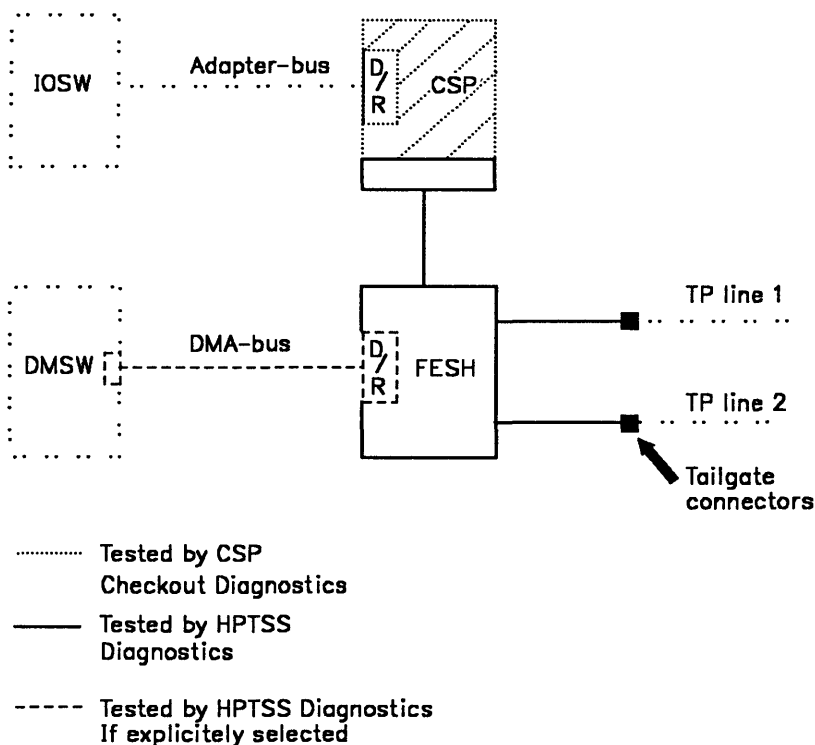 IOSW
Adapter-bus
D/R
CSP
DMSW
DMA-bus
D/R
FESH
TP line 1
TP line 2
Tailgate
connectors
Tested by CSP
Checkout Diagnostics
Tested by HPTSS
Diagnostics
Tested by HPTSS Diagnostics
If explicitely selected